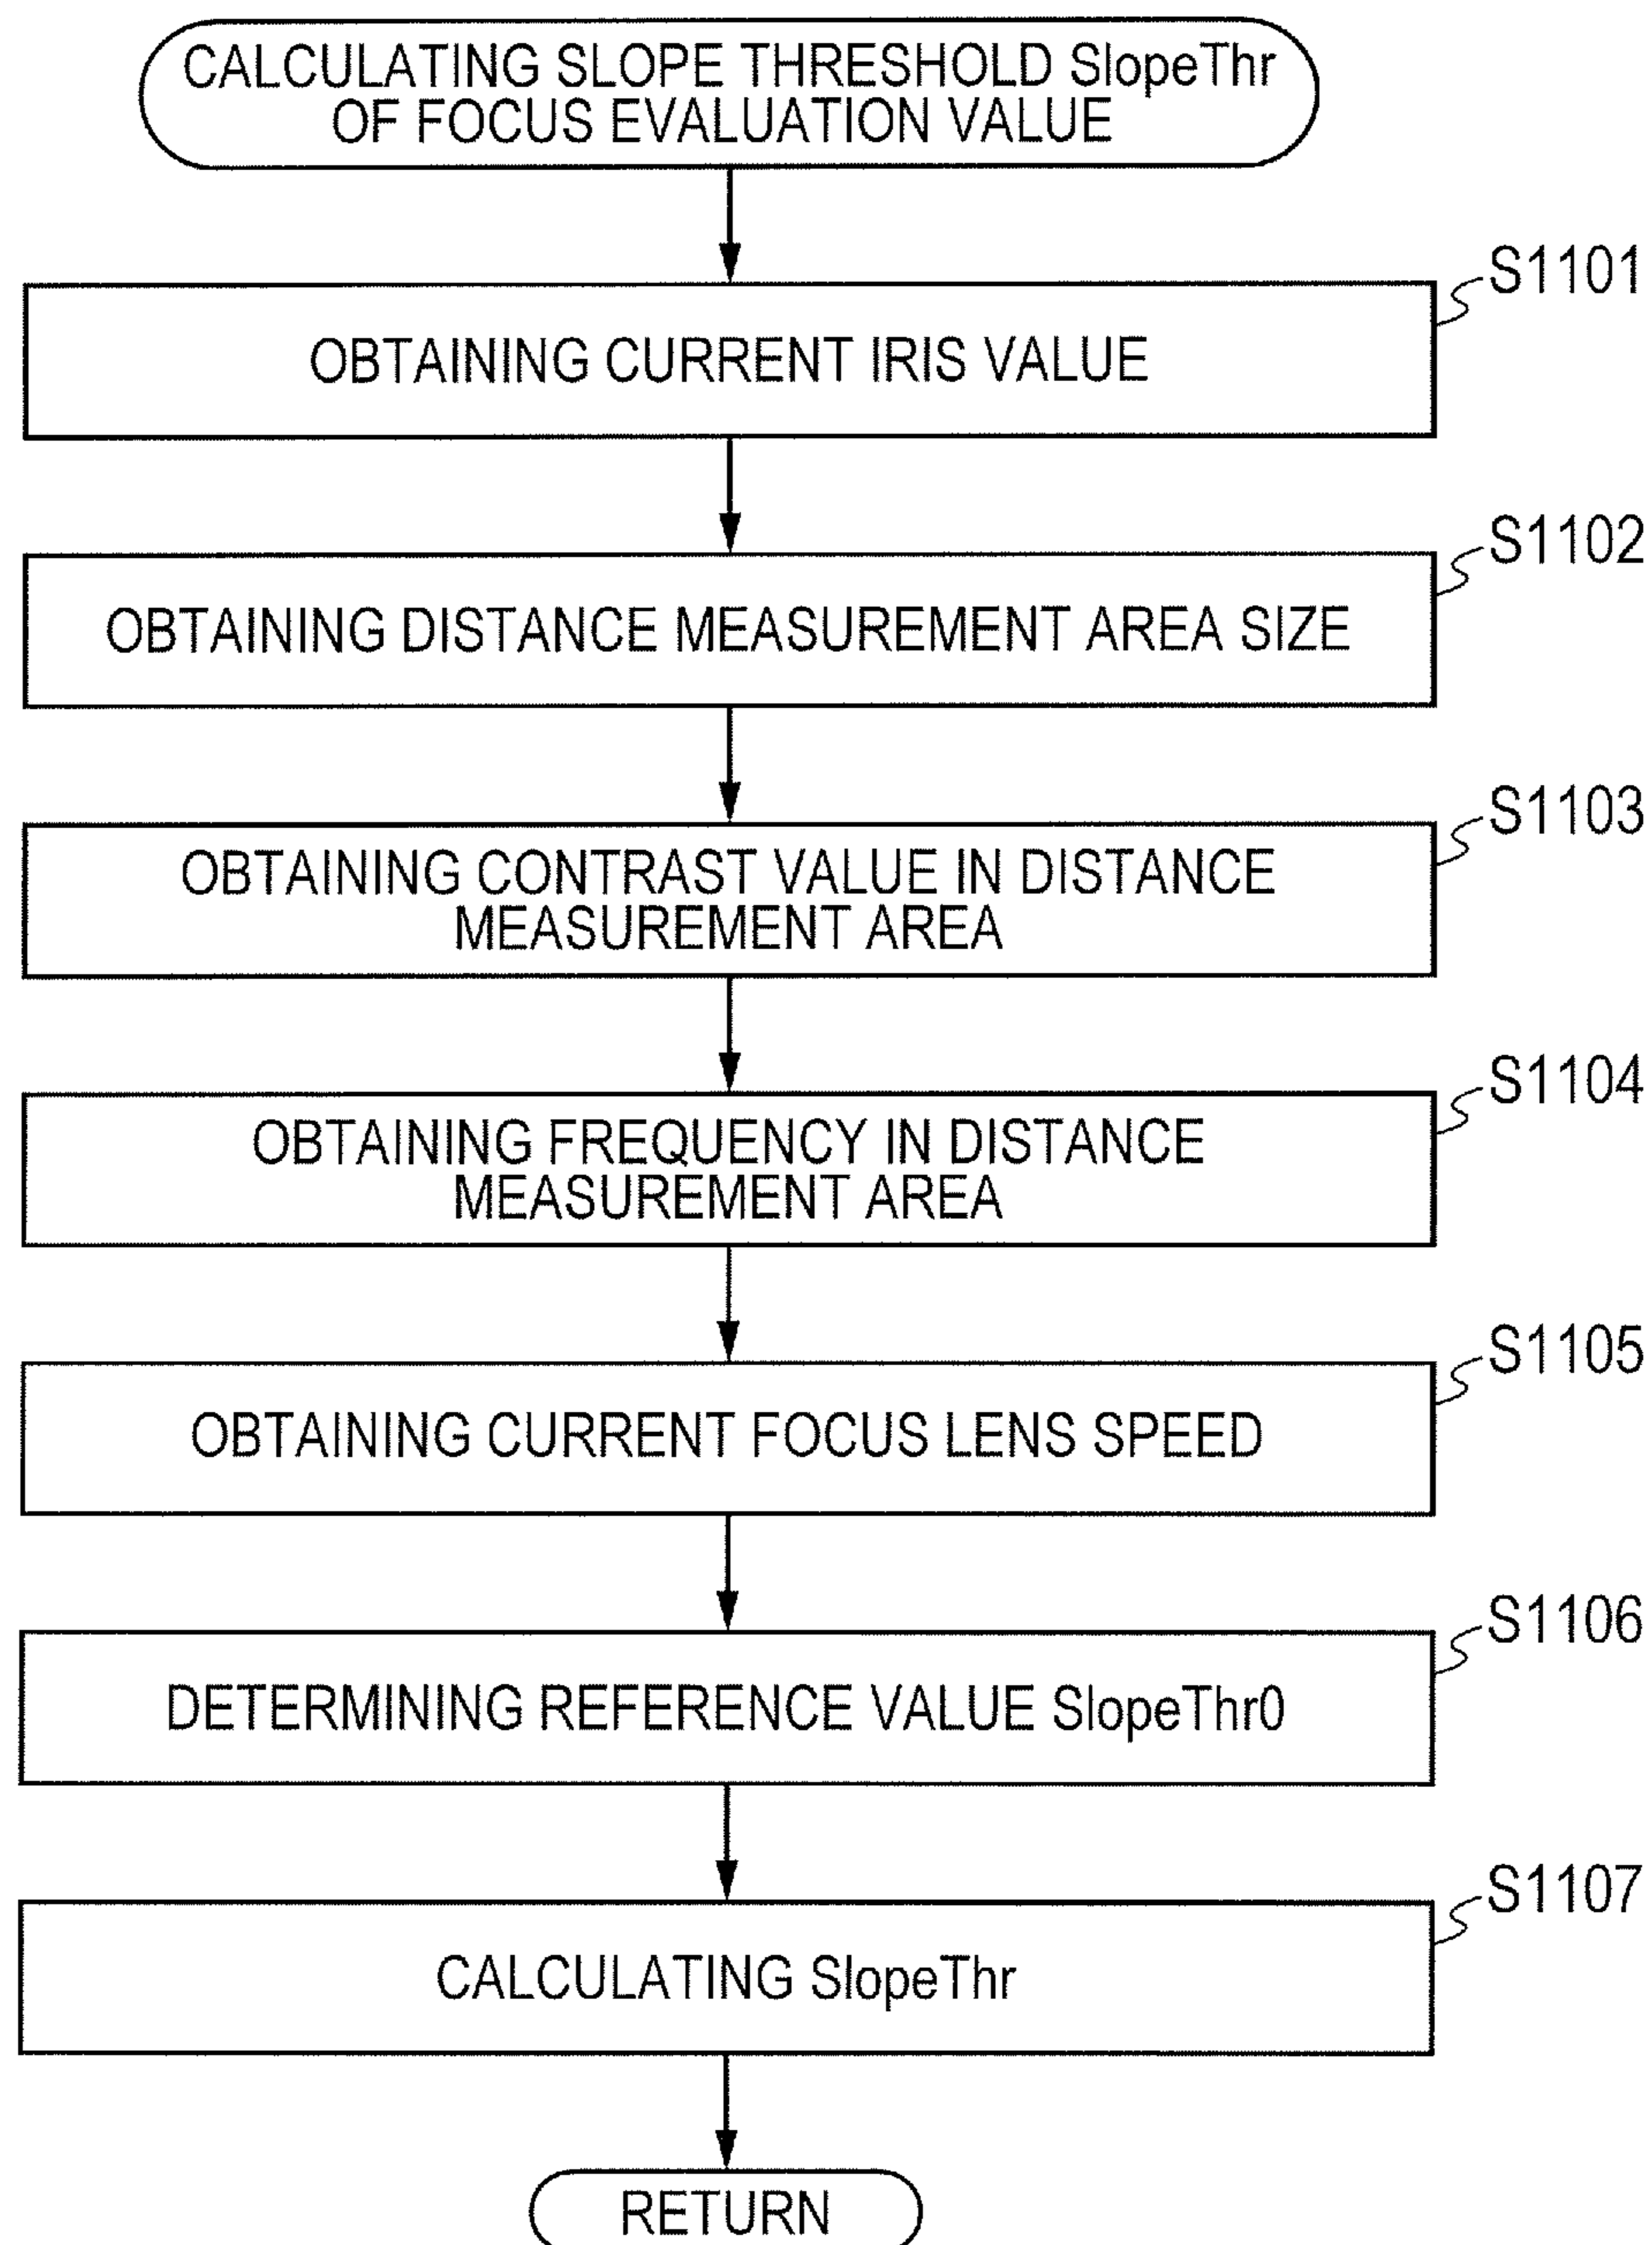 CALCULATING SLOPE THRESHOLD SlopeThr
OF FOCUS EVALUATION VALUE
S1101
OBTAINING CURRENT IRIS VALUE
S1102
OBTAINING DISTANCE MEASUREMENT AREA SIZE
S1103
OBTAINING CONTRAST VALUE IN DISTANCE
MEASUREMENT AREA
S1104
OBTAINING FREQUENCY IN DISTANCE
MEASUREMENT AREA
S1105
OBTAINING CURRENT FOCUS LENS SPEED
S1106
DETERMINING REFERENCE VALUE SlopeThr0
S1107
CALCULATING SlopeThr
RETURN